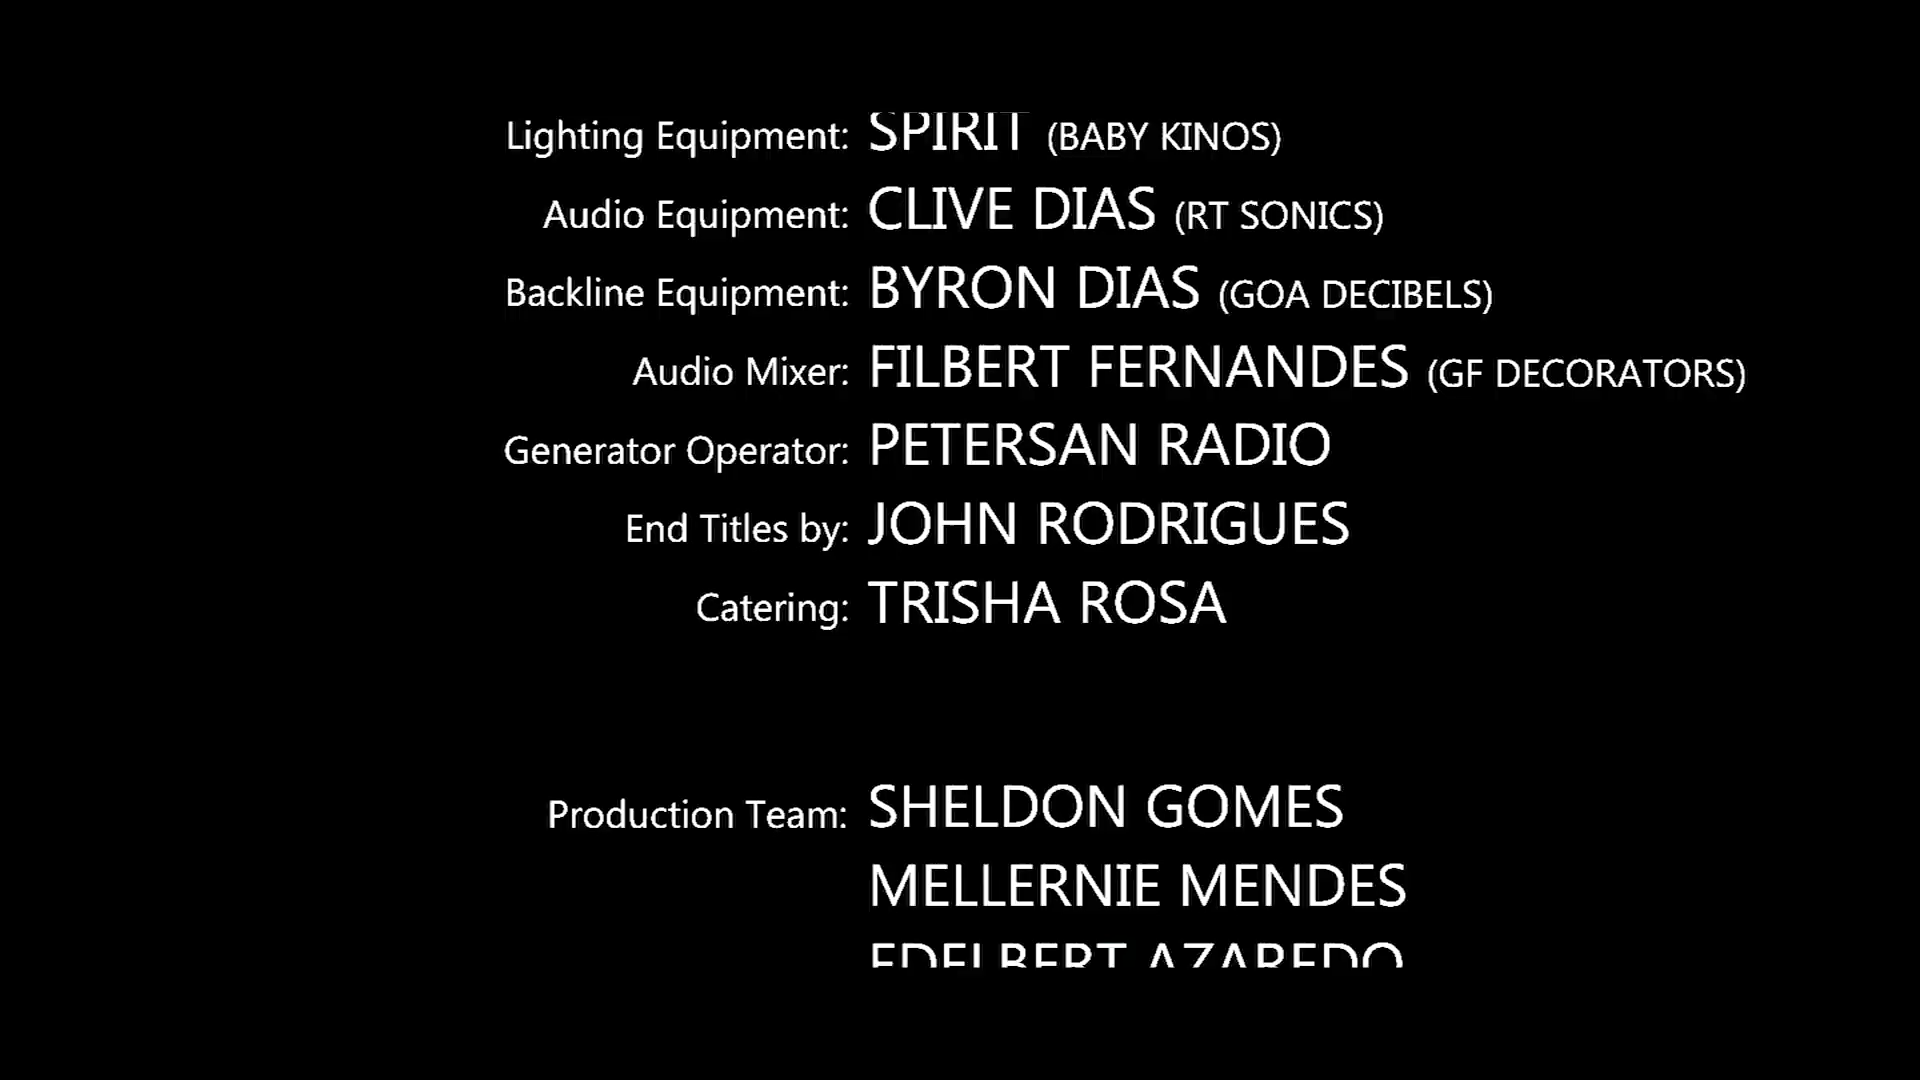 Lighting Equipment: SPIRIT (BABY KINOS)
Audio Equipment: CLIVE DIAS (RT SONICS)
Backline Equipment: BYRON DIAS (GOA DECIBELS)
Audio Mixer: FILBERT FERNANDES (GF DECORATORS)
Generator Operator: PETERSAN RADIO
End Titles by: JOHN RODRIGUES
Catering: TRISHA ROSA
Production Team: SHELDON GOMES
MELLERNIE MENDES
EDELBERT AZAREDO